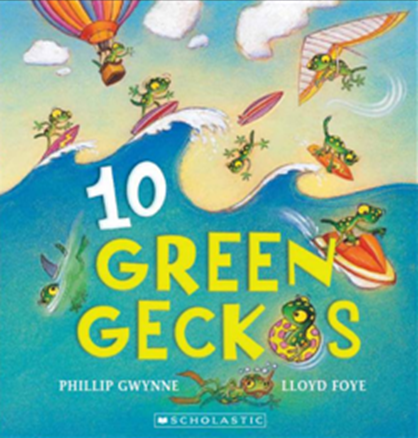 10
GREEN
GECKOS
PHILLIP GWYNNE LLOYD FOYE
SCHOLASTIC